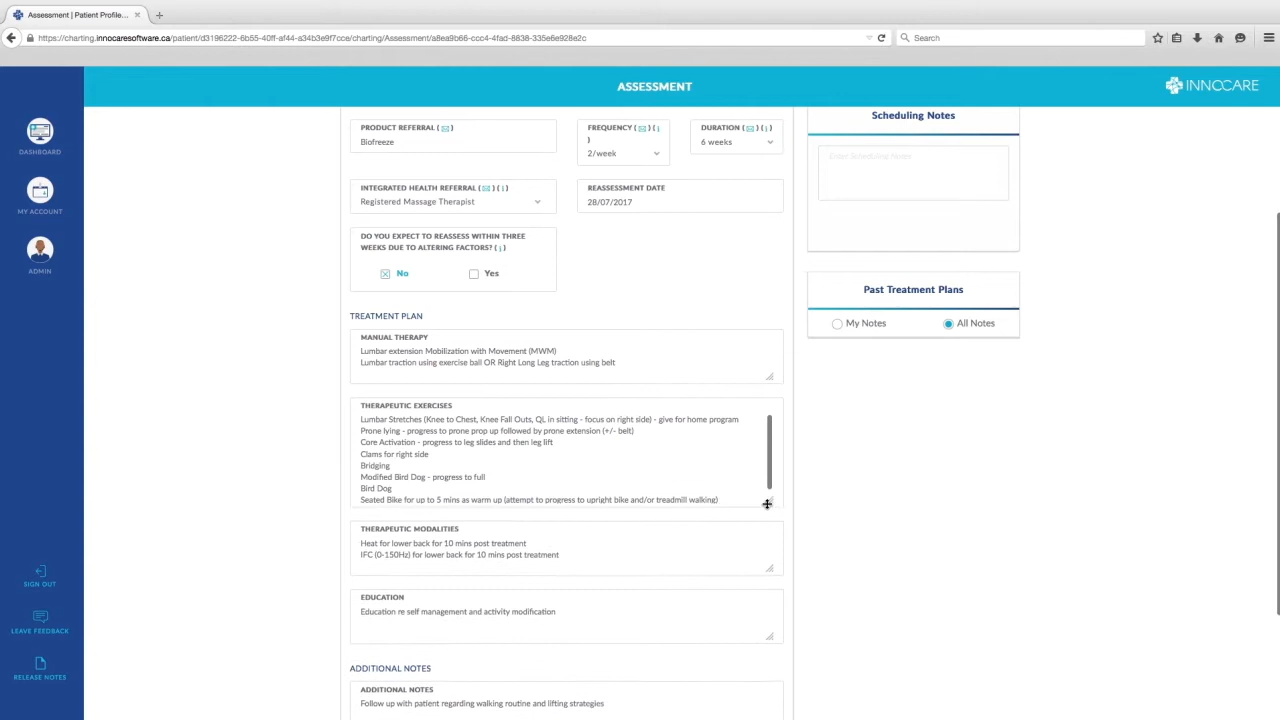 Assessment | Patient Profile...
https://charting.innocaresoftware.ca/patient/d3196222-6b55-40ff-af44-a34b3e9f7cce/charting/Assessment/a8ea9b66-ccc4-4fad-8838-335e6e928e2c
Search
ASSESSMENT
INNOCARE
DASHBOARD
MY ACCOUNT
ADMIN
SIGN OUT
LEAVE FEEDBACK
RELEASE NOTES
PRODUCT REFERRAL ( )
Biofreeze
FREQUENCY ( ) ( i
)
2/week
DURATION ( ) ( i )
6 weeks
INTEGRATED HEALTH REFERRAL ( ) ( i )
Registered Massage Therapist
REASSESSMENT DATE
28/07/2017
DO YOU EXPECT TO REASSESS WITHIN THREE
WEEKS DUE TO ALTERING FACTORS? ( i )
No
Yes
TREATMENT PLAN
MANUAL THERAPY
Lumbar extension Mobilization with Movement (MWM)
Lumbar traction using exercise ball OR Right Long Leg traction using belt
THERAPEUTIC EXERCISES
Lumbar Stretches (Knee to Chest, Knee Fall Outs, QL in sitting - focus on right side) - give for home program
Prone lying - progress to prone prop up followed by prone extension (+/- belt)
Core Activation - progress to leg slides and then leg lift
Clams for right side
Bridging
Modified Bird Dog - progress to full
Bird Dog
Seated Bike for up to 5 mins as warm up (attempt to progress to upright bike and/or treadmill walking)
THERAPEUTIC MODALITIES
Heat for lower back for 10 mins post treatment
IFC (0-150Hz) for lower back for 10 mins post treatment
EDUCATION
Education re self management and activity modification
ADDITIONAL NOTES
ADDITIONAL NOTES
Follow up with patient regarding walking routine and lifting strategies
Scheduling Notes
Enter Scheduling Notes
Past Treatment Plans
My Notes
All Notes